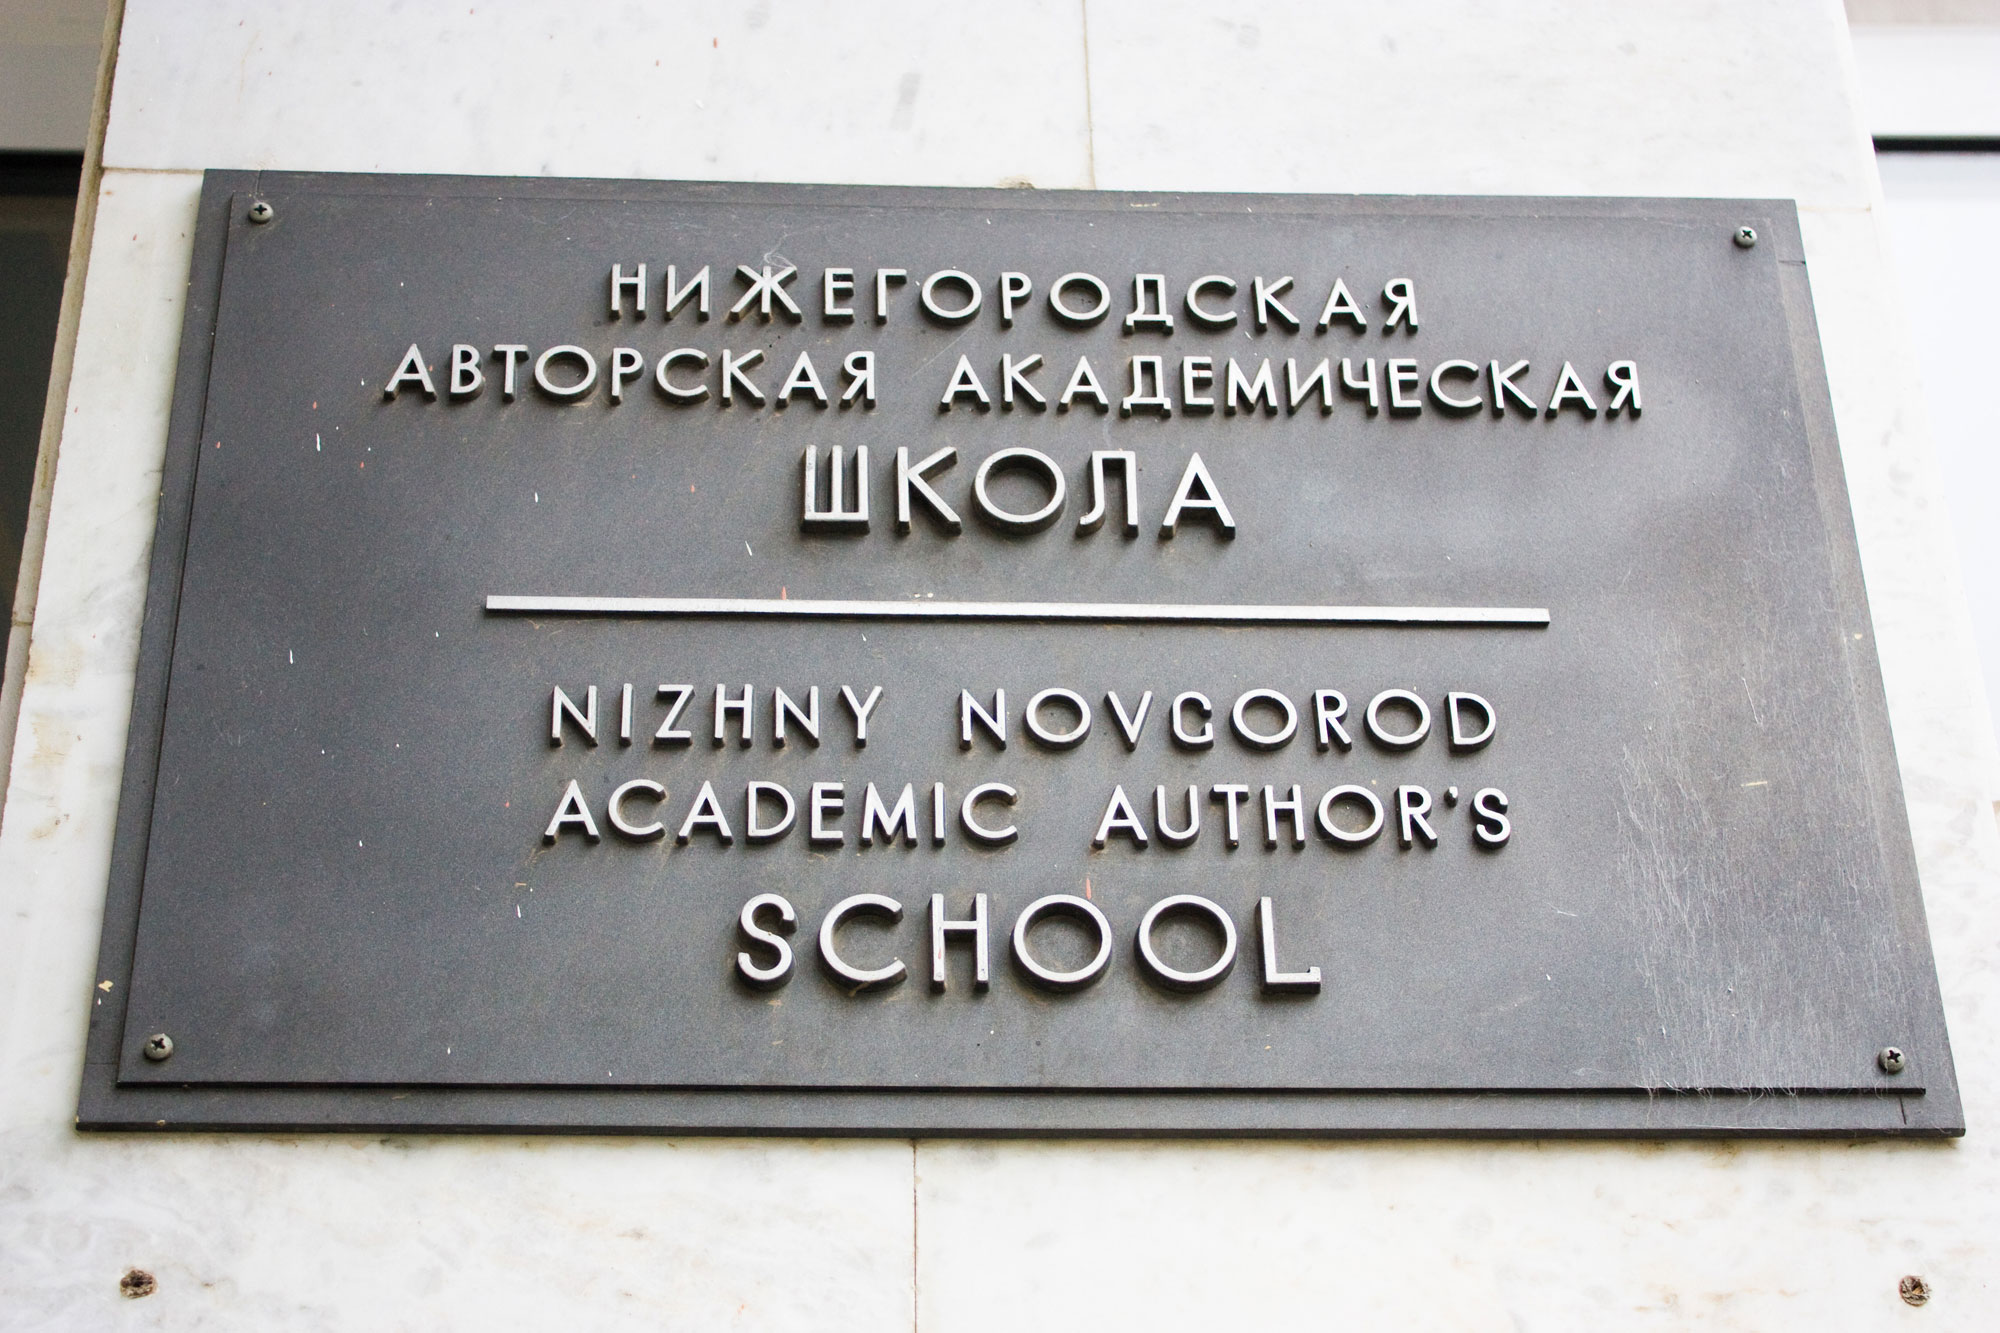 НИЖЕГОРОДСКАЯ
АВТОРСКАЯ АКАДЕМИЧЕСКАЯ
ШКОЛА
NIZHNY NOVGOROD
ACADEMIC AUTHOR'S
SCHOOL